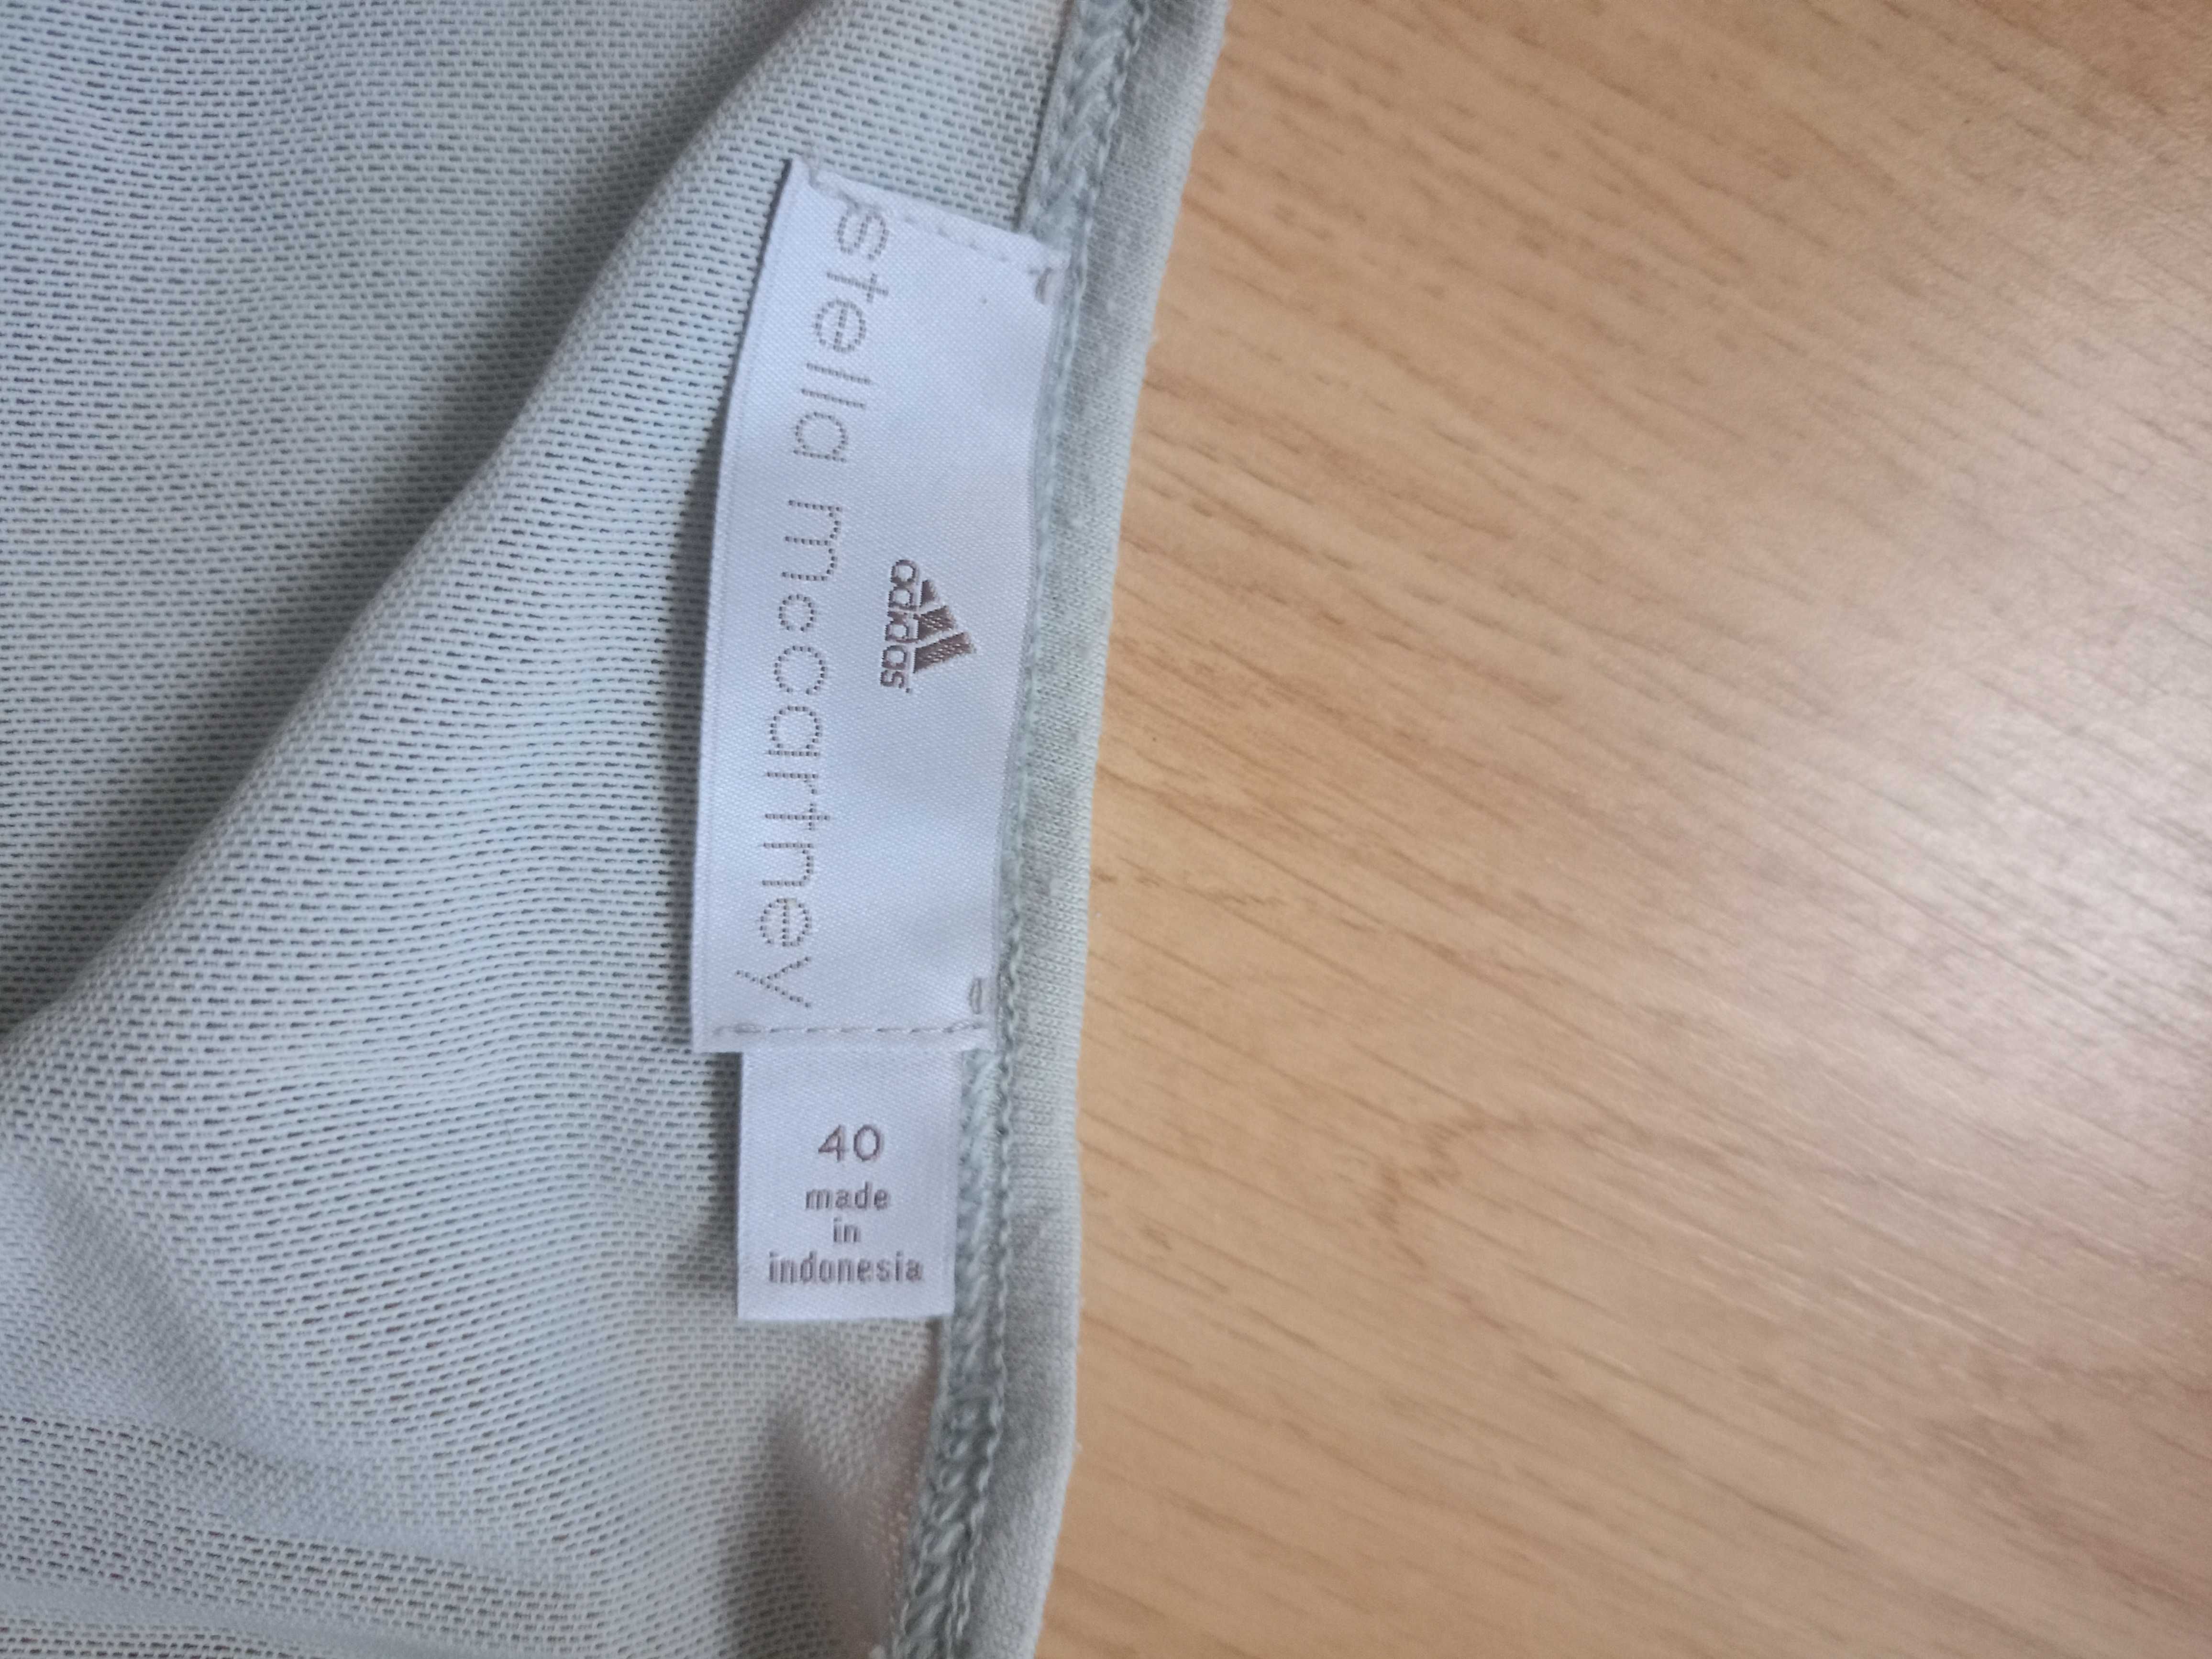 adidas
stella mccartney
40
made
in
indonesia